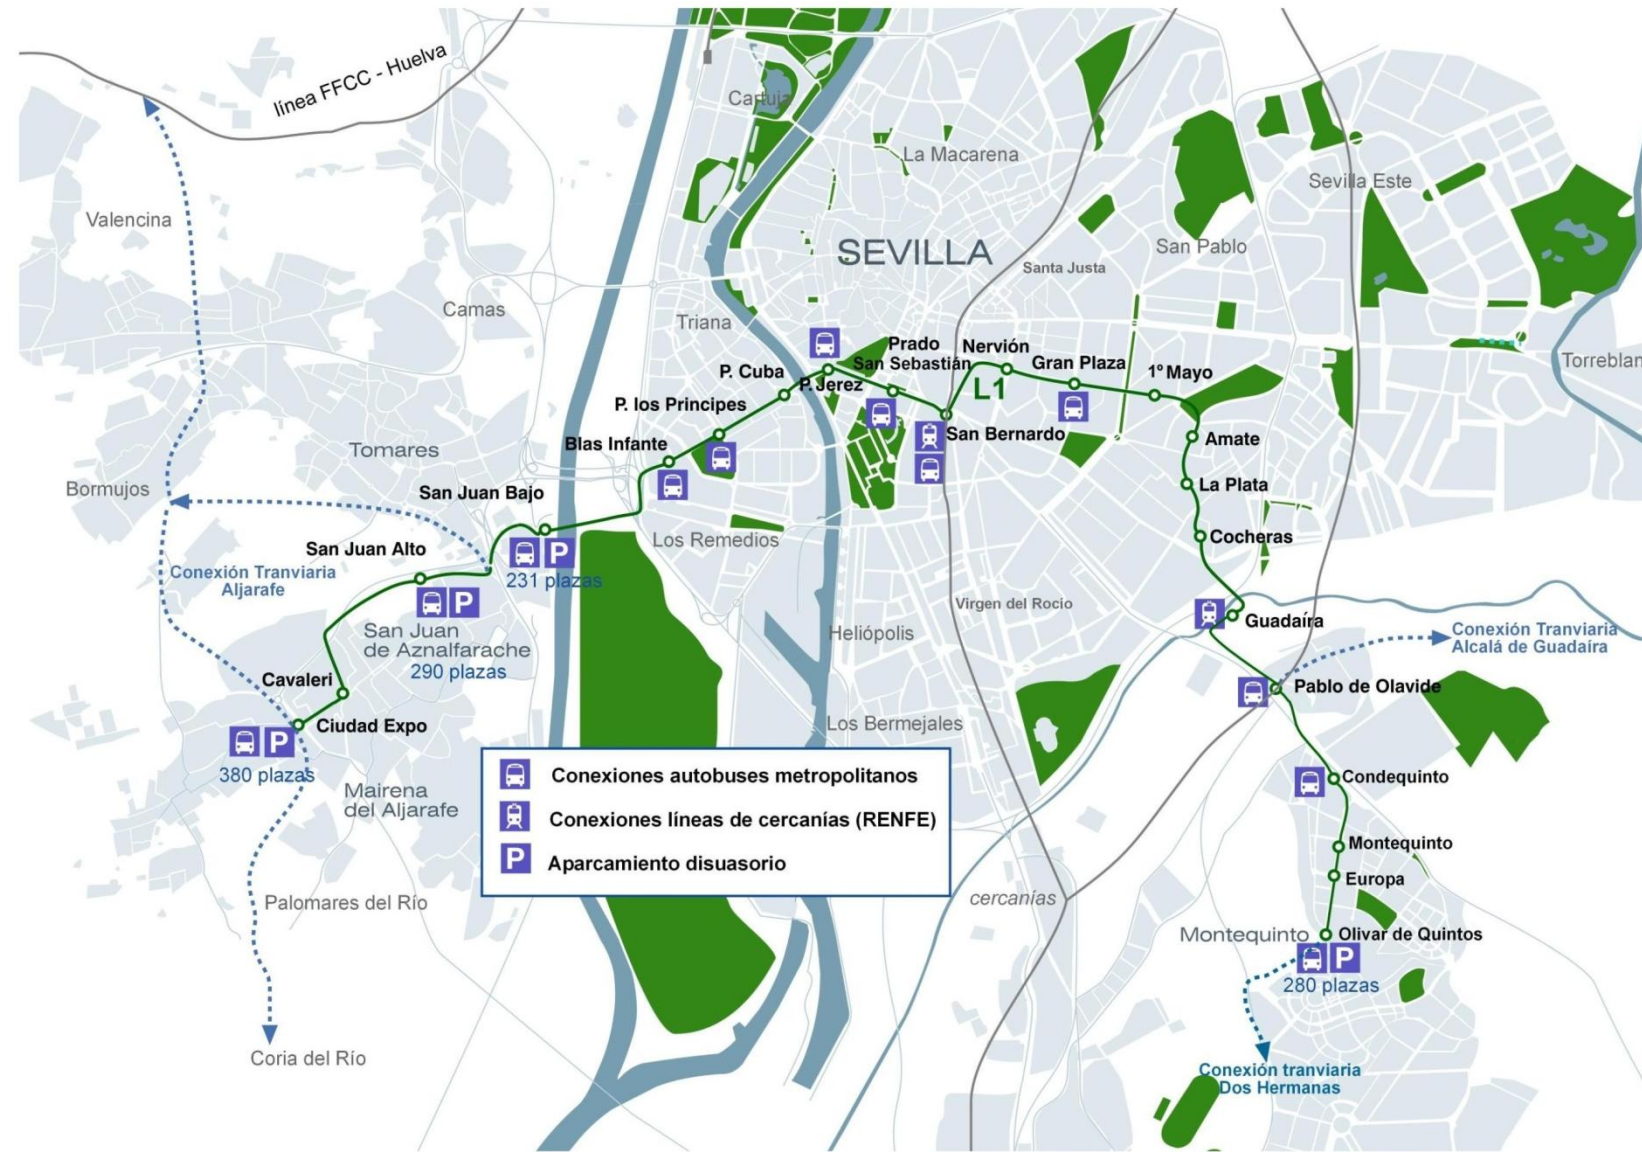 línea FFCC - Huelva
Cartuja
La Macarena
Sevilla Este
Valencina
SEVILLA
San Pablo
Santa Justa
Camas
Triana
Torreblan
Prado
San Sebastián
Nervión
Gran Plaza
1º Mayo
P. Cuba
P. Jerez
L1
P. los Principes
San Bernardo
Amate
Blas Infante
Tomares
La Plata
Bormujos
San Juan Bajo
Los Remedios
Cocheras
San Juan Alto
Conexión Tranviaria
Aljarafe
P
231 plazas
P
Virgen del Rocio
Guadaíra
San Juan
de Aznalfarache
290 plazas
Heliópolis
Conexión Tranviaria
Alcalá de Guadaíra
Cavaleri
Pablo de Olavide
Ciudad Expo
Los Bermejales
P
380 plazas
Mairena
del Aljarafe
Conexiones autobuses metropolitanos
Conexiones líneas de cercanías (RENFE)
P
Aparcamiento disuasorio
Condequinto
Montequinto
Europa
cercanías
Palomares del Río
Montequinto
Olivar de Quintos
P
280 plazas
Coria del Río
Conexión tranviaria
Dos Hermanas